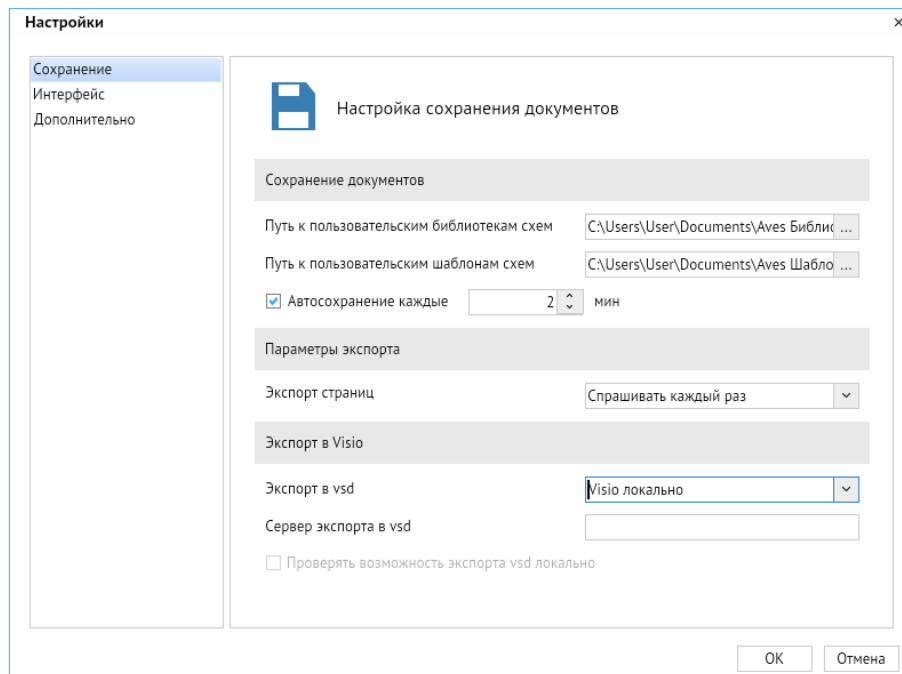 Настройки
Сохранение
Интерфейс
Дополнительно
Настройка сохранения документов
Сохранение документов
Путь к пользовательским библиотекам схем C:\Users\User\Documents\Aves Библис ...
Путь к пользовательским шаблонам схем C:\Users\User\Documents\Aves Шабло ...
Автосохранение каждые 2 мин
Параметры экспорта
Экспорт страниц Спрашивать каждый раз
Экспорт в Visio
Экспорт в vsd Visio локально
Сервер экспорта в vsd
Проверять возможность экспорта vsd локально
OK Отмена